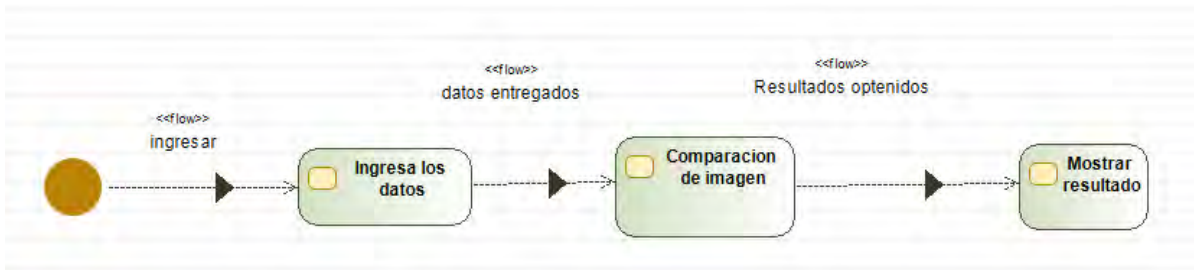 <<flow>>
ingresar
Ingresa los
datos
<<flow>>
datos entregados
Comparacion
de imagen
<<flow>>
Resultados optenidos
Mostrar
resultado